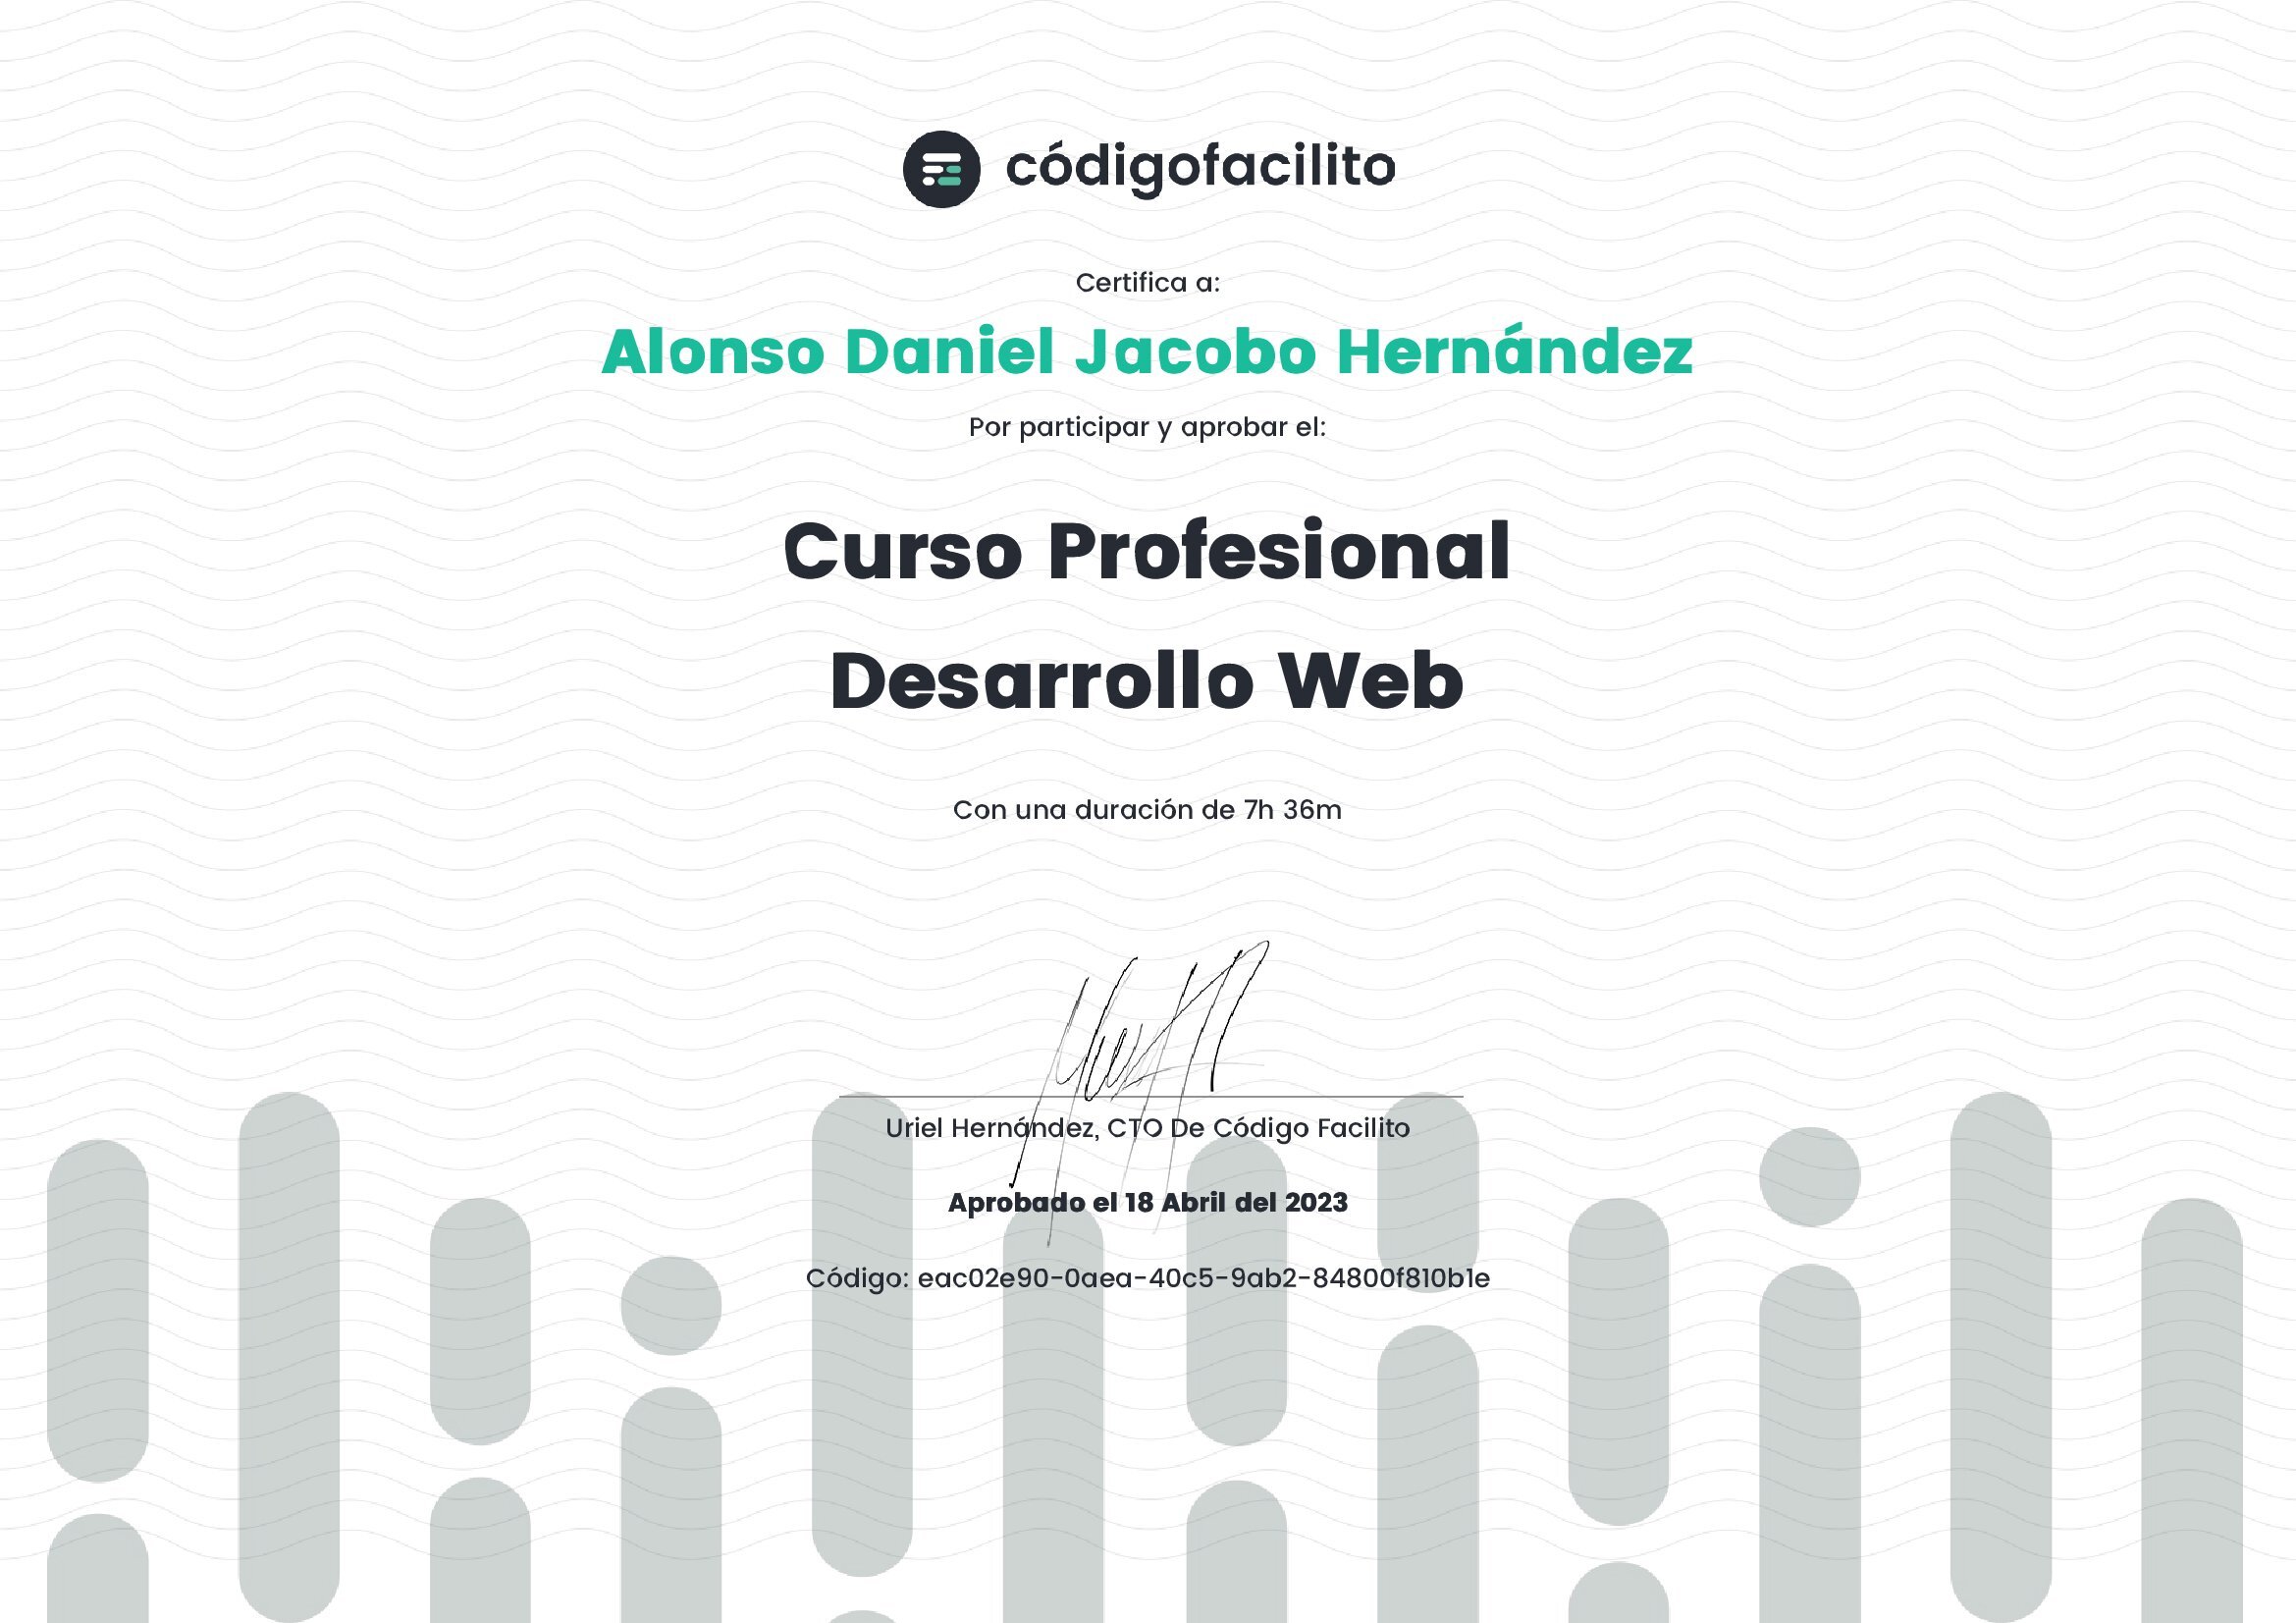 códigofacilito
Certifica a:
Alonso Daniel Jacobo Hernández
Por participar y aprobar el:
Curso Profesional
Desarrollo Web
Con una duración de 7h 36m
Uriel Hernández, CTO De Código Facilito
Aprobado el 18 Abril del 2023
Código: eac02e90-0aea-40c5-9ab2-84800f810b1e